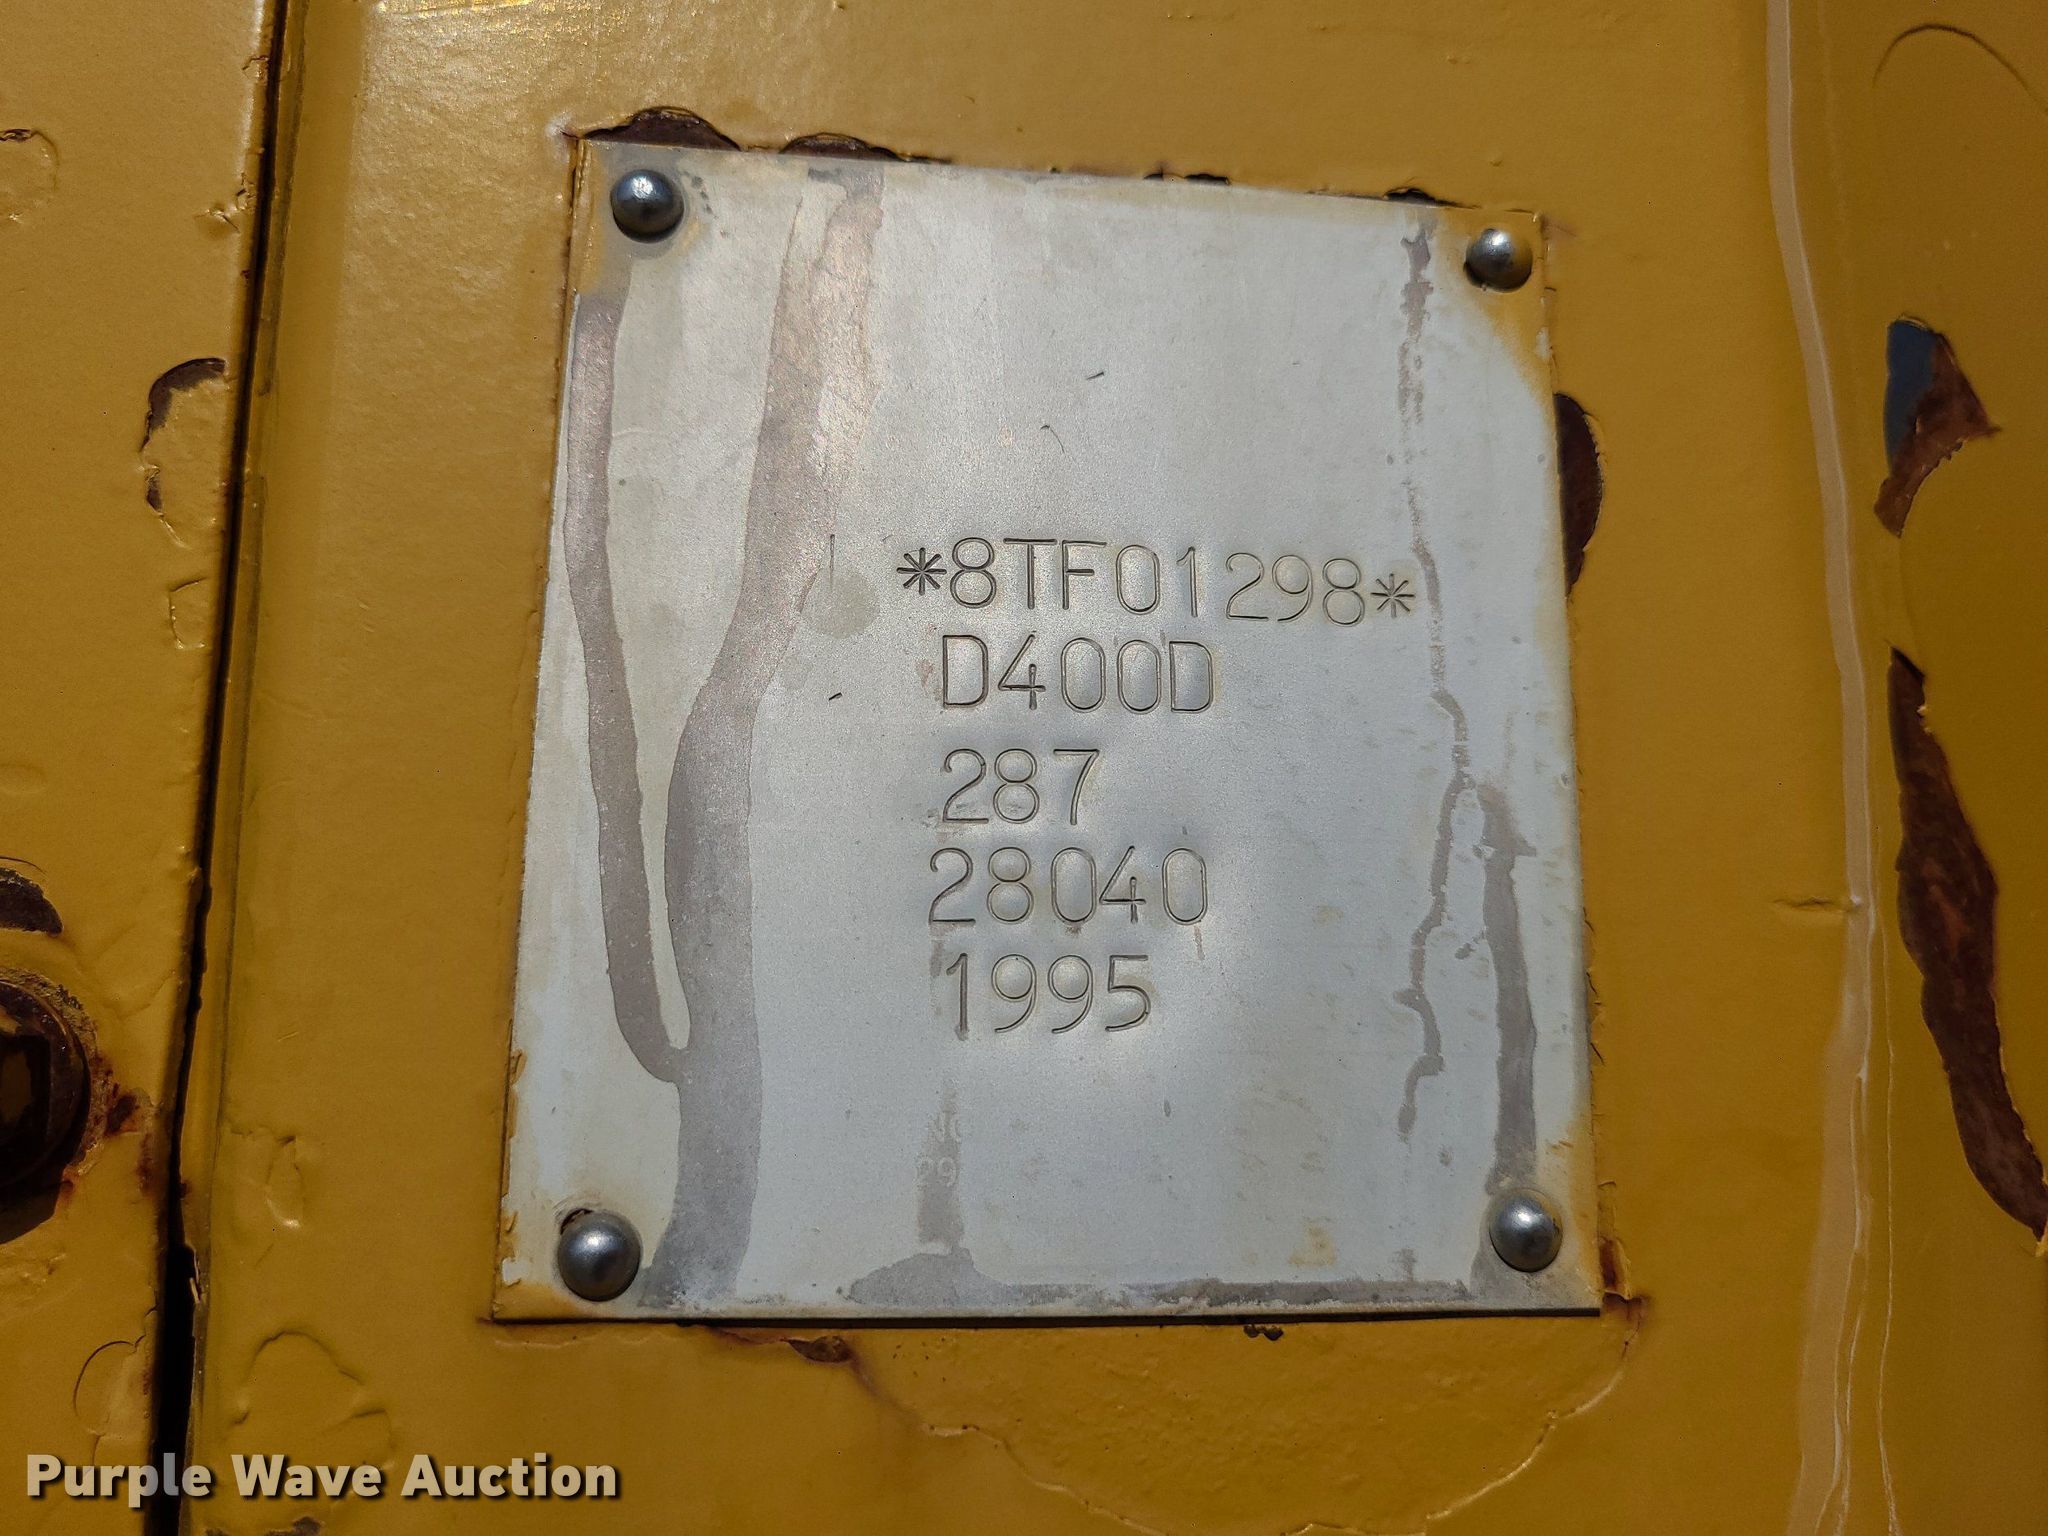 *8TF01298*
D400D
287
28040
1995
Purple Wave Auction